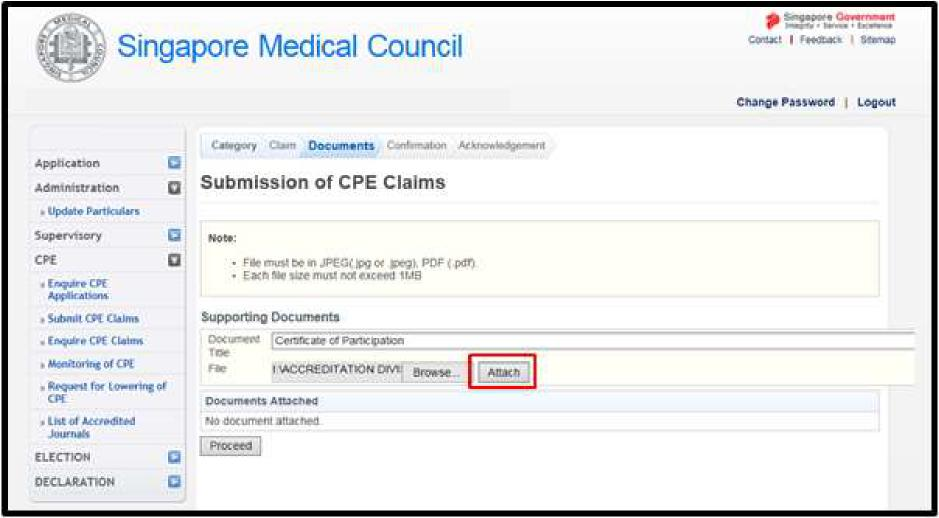 Singapore Government
Integrity • Service • Excellence
Contact | Feedback | Sitemap
SINGAPORE MEDICAL COUNCIL
Singapore Medical Council
Change Password | Logout
Category Claim Documents Confirmation Acknowledgement
Submission of CPE Claims
Application
Administration
» Update Particulars
Supervisory
CPE
» Enquire CPE
Applications
» Submit CPE Claims
» Enquire CPE Claims
» Monitoring of CPE
» Request for Lowering of
CPE
» List of Accredited
Journals
ELECTION
DECLARATION
Note:
• File must be in JPEG(.jpg or .jpeg), PDF (.pdf).
• Each file size must not exceed 1MB
Supporting Documents
Document Certificate of Participation
Title
File I:\ACCREDITATION DIVI Browse... Attach
Documents Attached
No document attached.
Proceed